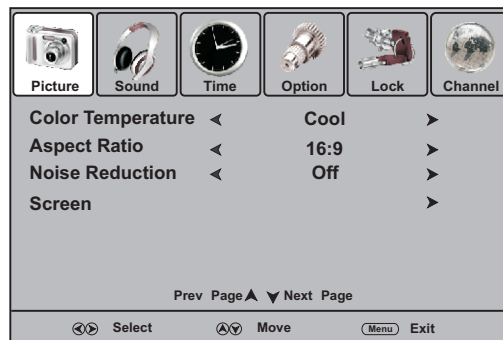 Picture Sound Time Option Lock Channel
Color Temperature Cool
Aspect Ratio 16:9
Noise Reduction Off
Screen
Prev Page Next Page
Select Move Menu Exit